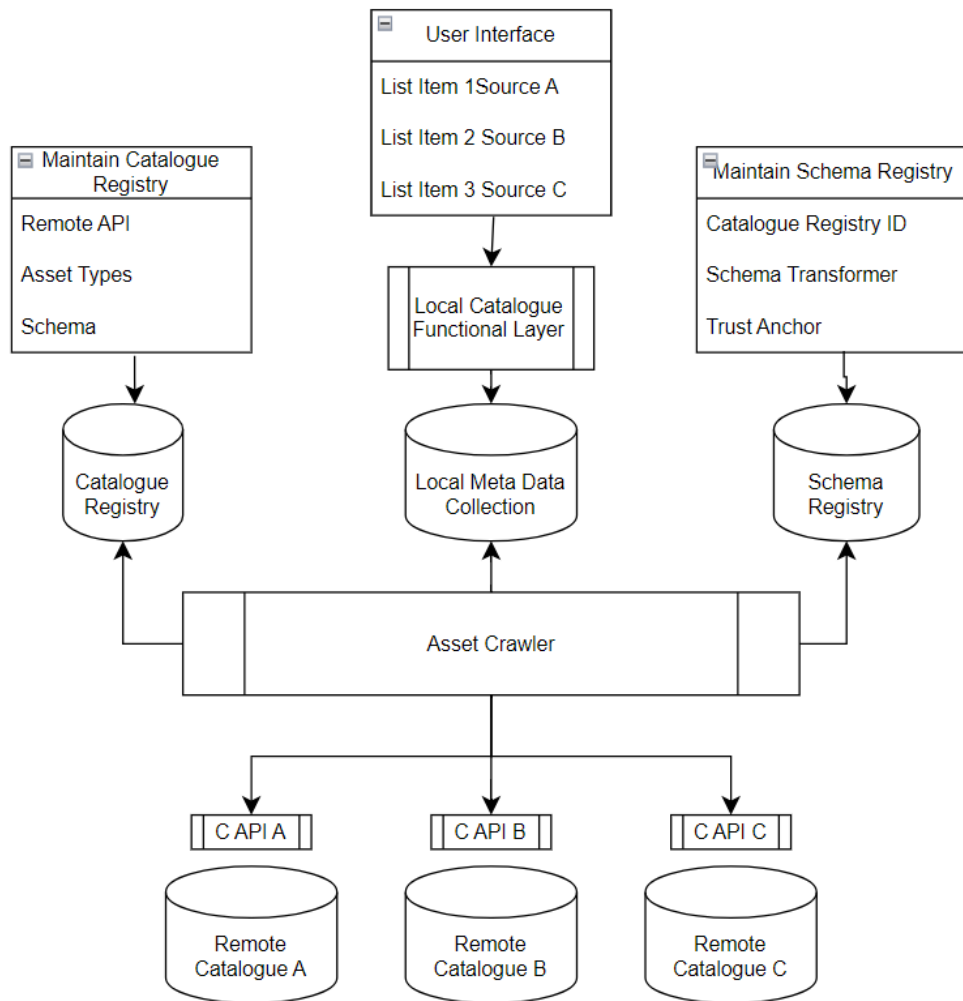 User Interface
List Item 1Source A
List Item 2 Source B
List Item 3 Source C
Maintain Catalogue
Registry
Remote API
Asset Types
Schema
Maintain Schema Registry
Catalogue Registry ID
Schema Transformer
Trust Anchor
Local Catalogue
Functional Layer
Catalogue
Registry
Local Meta Data
Collection
Schema
Registry
Asset Crawler
C API A
C API B
C API C
Remote
Catalogue A
Remote
Catalogue B
Remote
Catalogue C